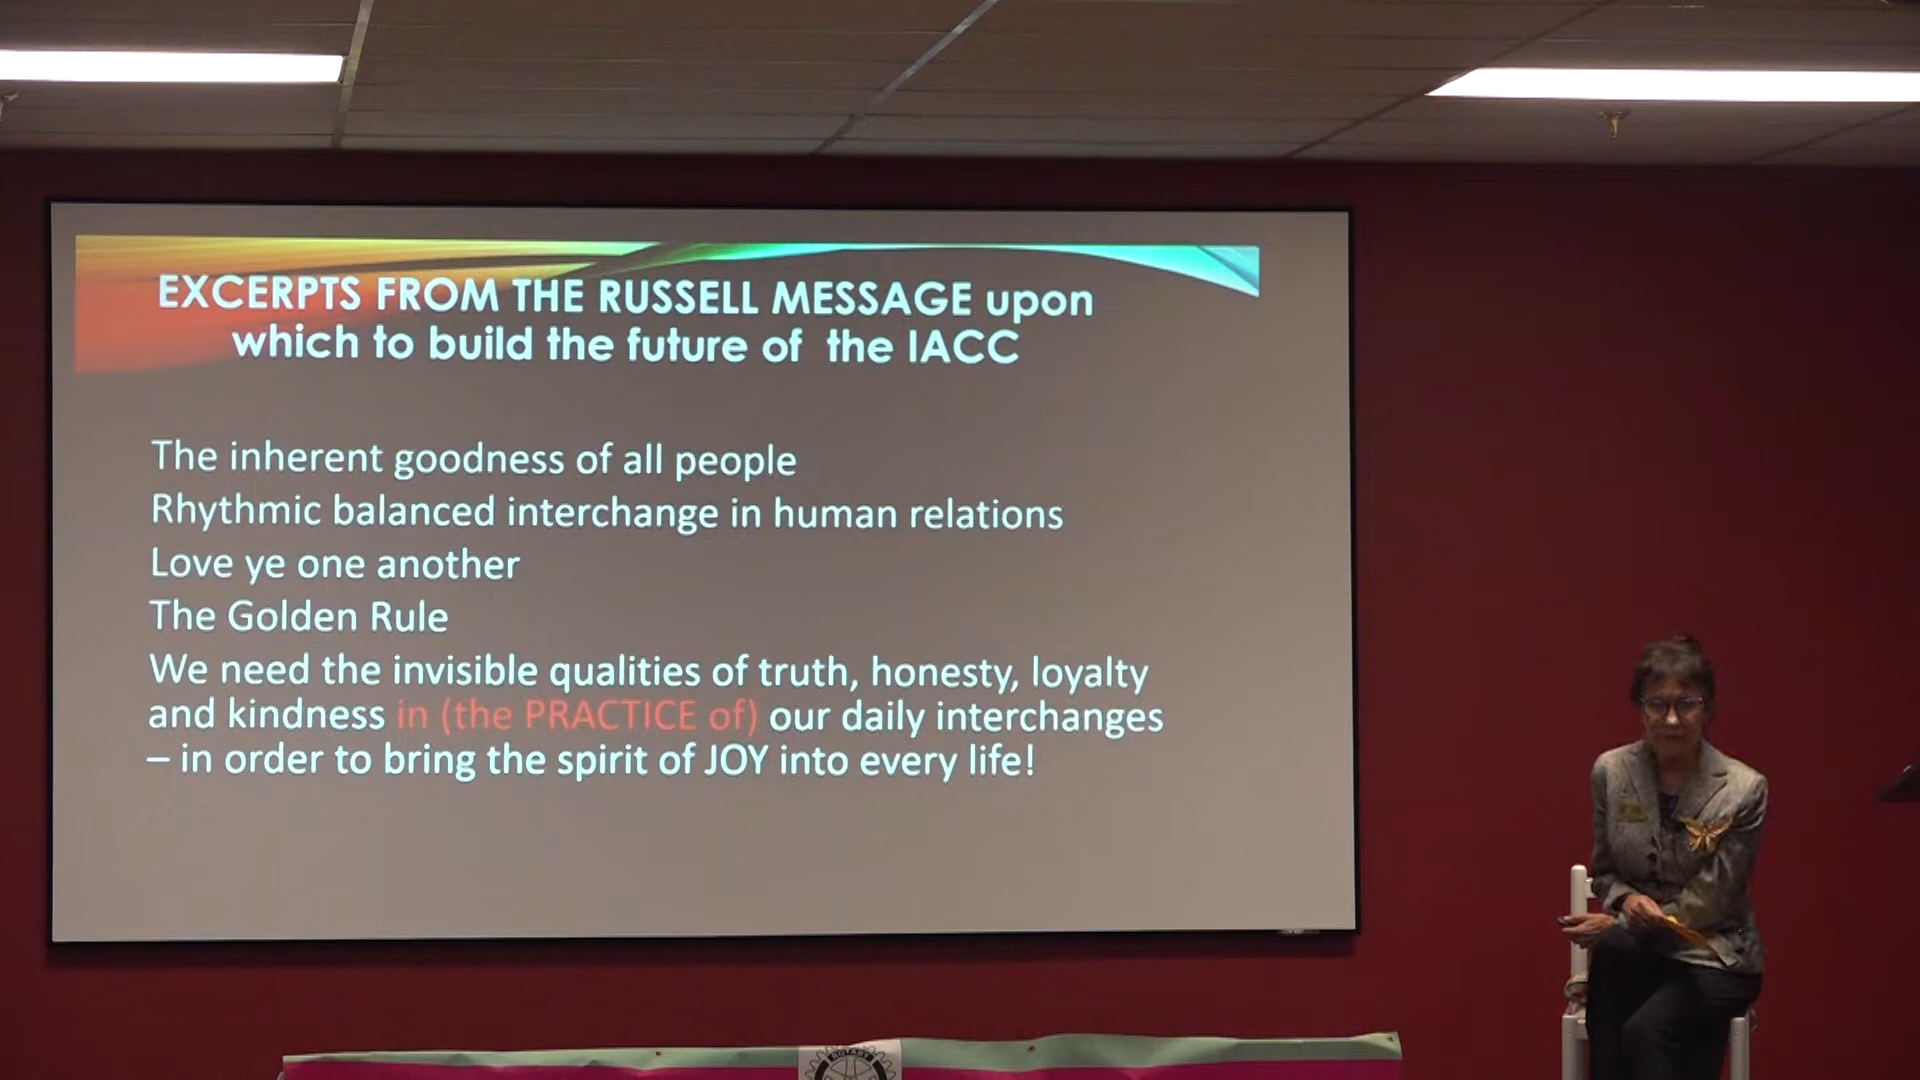 EXCERPTS FROM THE RUSSELL MESSAGE upon
which to build the future of the IACC
The inherent goodness of all people
Rhythmic balanced interchange in human relations
Love ye one another
The Golden Rule
We need the invisible qualities of truth, honesty, loyalty
and kindness in (the PRACTICE of) our daily interchanges
– in order to bring the spirit of JOY into every life!
ROTARY